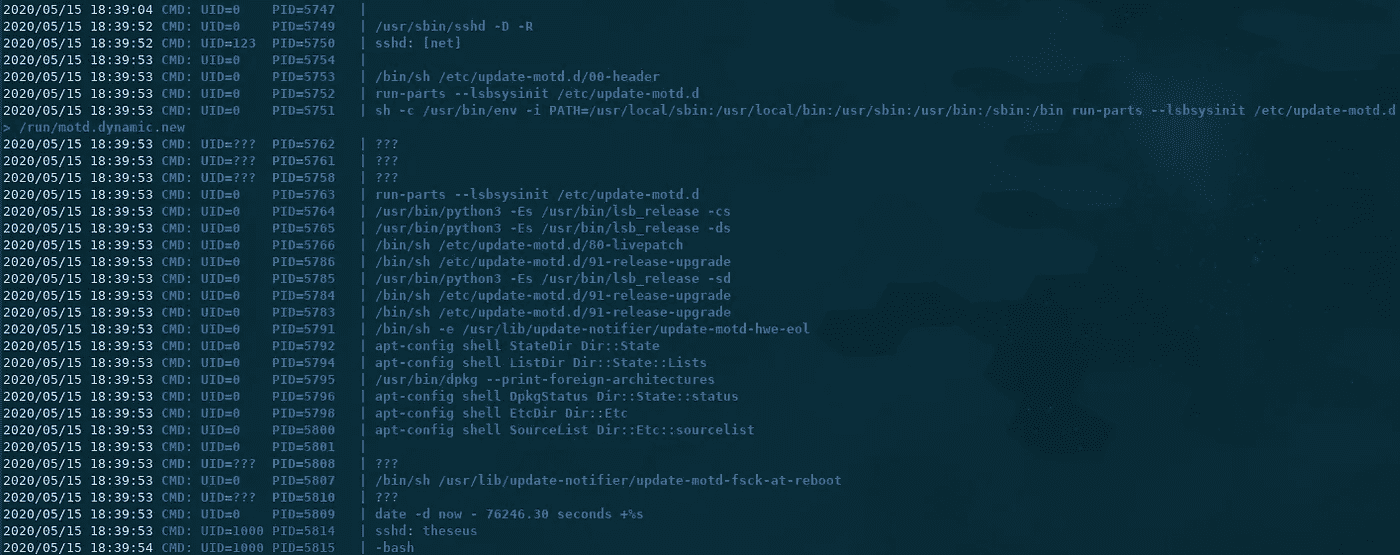 2020/05/15 18:39:04 CMD: UID=0    PID=5747   |
2020/05/15 18:39:52 CMD: UID=0    PID=5749   | /usr/sbin/sshd -D -R
2020/05/15 18:39:52 CMD: UID=123  PID=5750   | sshd: [net]
2020/05/15 18:39:53 CMD: UID=0    PID=5754   |
2020/05/15 18:39:53 CMD: UID=0    PID=5753   | /bin/sh /etc/update-motd.d/00-header
2020/05/15 18:39:53 CMD: UID=0    PID=5752   | run-parts --lsbsysinit /etc/update-motd.d
2020/05/15 18:39:53 CMD: UID=0    PID=5751   | sh -c /usr/bin/env -i PATH=/usr/local/sbin:/usr/local/bin:/usr/sbin:/usr/bin:/sbin:/bin run-parts --lsbsysinit /etc/update-motd.d
> /run/motd.dynamic.new
2020/05/15 18:39:53 CMD: UID=???  PID=5762   | ???
2020/05/15 18:39:53 CMD: UID=???  PID=5761   | ???
2020/05/15 18:39:53 CMD: UID=???  PID=5758   | ???
2020/05/15 18:39:53 CMD: UID=0    PID=5763   | run-parts --lsbsysinit /etc/update-motd.d
2020/05/15 18:39:53 CMD: UID=0    PID=5764   | /usr/bin/python3 -Es /usr/bin/lsb_release -cs
2020/05/15 18:39:53 CMD: UID=0    PID=5765   | /usr/bin/python3 -Es /usr/bin/lsb_release -ds
2020/05/15 18:39:53 CMD: UID=0    PID=5766   | /bin/sh /etc/update-motd.d/80-livepatch
2020/05/15 18:39:53 CMD: UID=0    PID=5786   | /bin/sh /etc/update-motd.d/91-release-upgrade
2020/05/15 18:39:53 CMD: UID=0    PID=5785   | /usr/bin/python3 -Es /usr/bin/lsb_release -sd
2020/05/15 18:39:53 CMD: UID=0    PID=5784   | /bin/sh /etc/update-motd.d/91-release-upgrade
2020/05/15 18:39:53 CMD: UID=0    PID=5783   | /bin/sh /etc/update-motd.d/91-release-upgrade
2020/05/15 18:39:53 CMD: UID=0    PID=5791   | /bin/sh -e /usr/lib/update-notifier/update-motd-hwe-eol
2020/05/15 18:39:53 CMD: UID=0    PID=5792   | apt-config shell StateDir Dir::State
2020/05/15 18:39:53 CMD: UID=0    PID=5794   | apt-config shell ListDir Dir::State::Lists
2020/05/15 18:39:53 CMD: UID=0    PID=5795   | /usr/bin/dpkg --print-foreign-architectures
2020/05/15 18:39:53 CMD: UID=0    PID=5796   | apt-config shell DpkgStatus Dir::State::status
2020/05/15 18:39:53 CMD: UID=0    PID=5798   | apt-config shell EtcDir Dir::Etc
2020/05/15 18:39:53 CMD: UID=0    PID=5800   | apt-config shell SourceList Dir::Etc::sourcelist
2020/05/15 18:39:53 CMD: UID=0    PID=5801   |
2020/05/15 18:39:53 CMD: UID=???  PID=5808   | ???
2020/05/15 18:39:53 CMD: UID=0    PID=5807   | /bin/sh /usr/lib/update-notifier/update-motd-fsck-at-reboot
2020/05/15 18:39:53 CMD: UID=???  PID=5810   | ???
2020/05/15 18:39:53 CMD: UID=0    PID=5809   | date -d now - 76246.30 seconds +%s
2020/05/15 18:39:53 CMD: UID=1000 PID=5814   | sshd: theseus
2020/05/15 18:39:54 CMD: UID=1000 PID=5815   | -bash